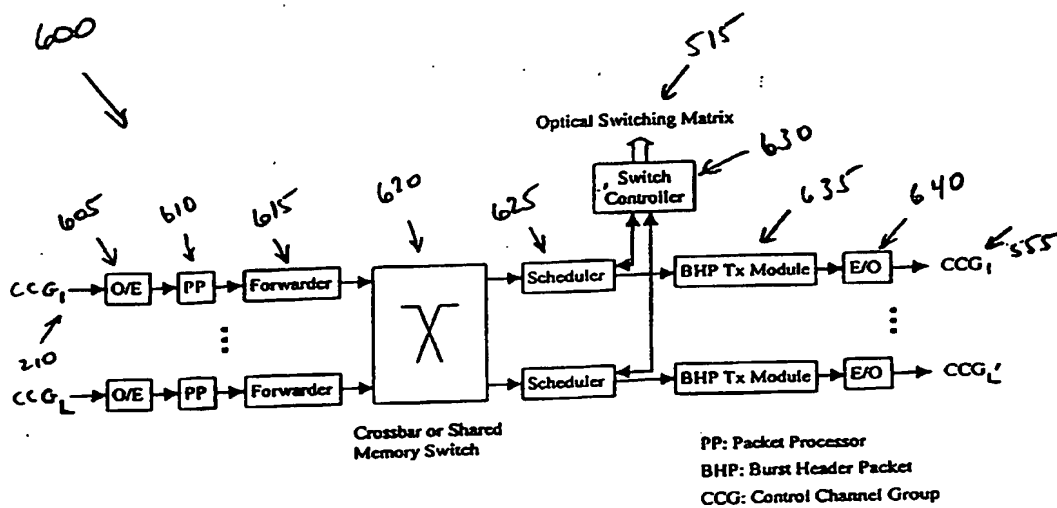 600
515
Optical Switching Matrix
630
Switch
Controller
605
610
615
620
625
635
640
555
CCG₁
O/E
PP
Forwarder
Scheduler
BHP Tx Module
E/O
CCG₁
210
CCG_L
O/E
PP
Forwarder
Scheduler
BHP Tx Module
E/O
CCG_L'
Crossbar or Shared
Memory Switch
PP: Packet Processor
BHP: Burst Header Packet
CCG: Control Channel Group